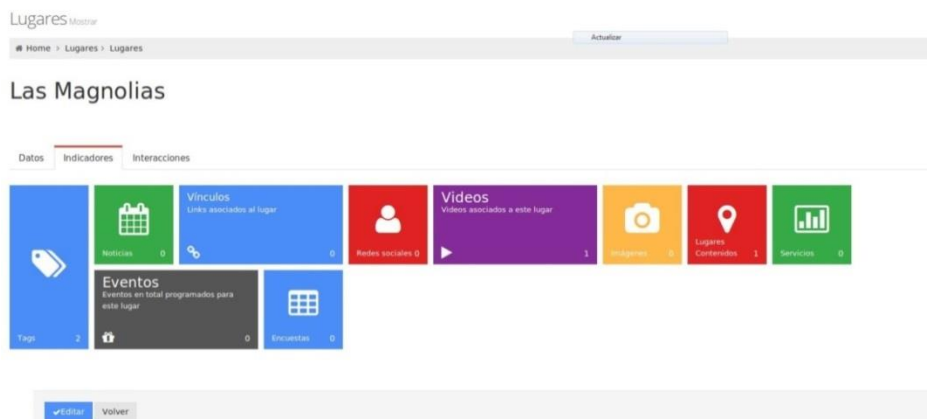 Lugares Mostrar
Actualizar
Home > Lugares > Lugares
Las Magnolias
Datos Indicadores Interacciones
Vínculos
Links asociados al lugar
Videos
Videos asociados a este lugar
Noticias 0
0
Redes sociales 0
1
Imágenes 0
Lugares
Contenidos 1
Servicios 0
Eventos
Eventos en total programados para
este lugar
Tags 2
0
Encuestas 0
Editar Volver